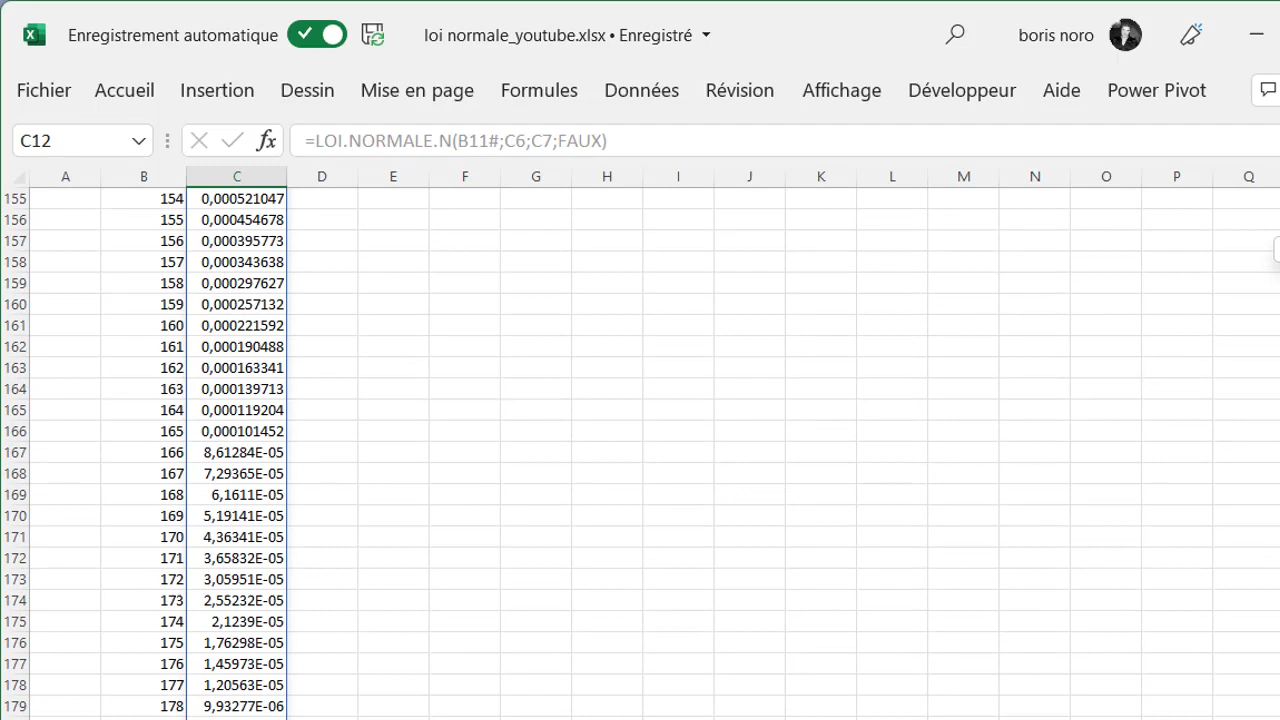 Enregistrement automatique loi normale_youtube.xlsx • Enregistré boris noro
Fichier Accueil Insertion Dessin Mise en page Formules Données Révision Affichage Développeur Aide Power Pivot
C12 fx =LOI.NORMALE.N(B11#;C6;C7;FAUX)
A B C D E F G H I J K L M N O P Q
155 154 0,000521047
156 155 0,000454678
157 156 0,000395773
158 157 0,000343638
159 158 0,000297627
160 159 0,000257132
161 160 0,000221592
162 161 0,000190488
163 162 0,000163341
164 163 0,000139713
165 164 0,000119204
166 165 0,000101452
167 166 8,61284E-05
168 167 7,29365E-05
169 168 6,1611E-05
170 169 5,19141E-05
171 170 4,36341E-05
172 171 3,65832E-05
173 172 3,05951E-05
174 173 2,55232E-05
175 174 2,1239E-05
176 175 1,76298E-05
177 176 1,45973E-05
178 177 1,20563E-05
179 178 9,93277E-06